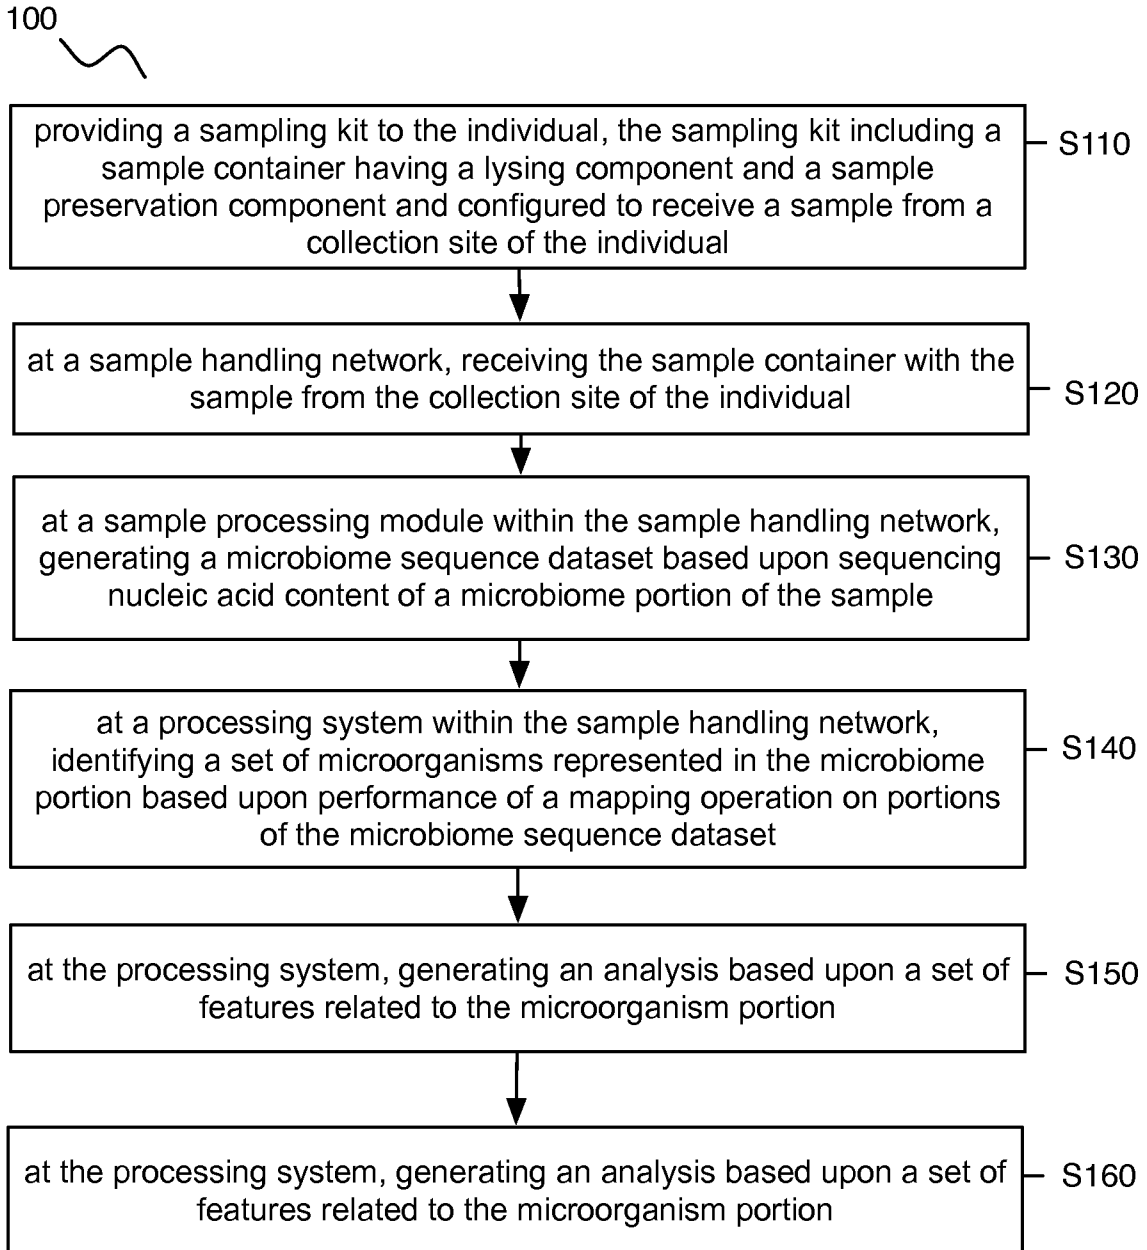 100
providing a sampling kit to the individual, the sampling kit including a
sample container having a lysing component and a sample
preservation component and configured to receive a sample from a
collection site of the individual
S110
at a sample handling network, receiving the sample container with the
sample from the collection site of the individual
S120
at a sample processing module within the sample handling network,
generating a microbiome sequence dataset based upon sequencing
nucleic acid content of a microbiome portion of the sample
S130
at a processing system within the sample handling network,
identifying a set of microorganisms represented in the microbiome
portion based upon performance of a mapping operation on portions
of the microbiome sequence dataset
S140
at the processing system, generating an analysis based upon a set of
features related to the microorganism portion
S150
at the processing system, generating an analysis based upon a set of
features related to the microorganism portion
S160